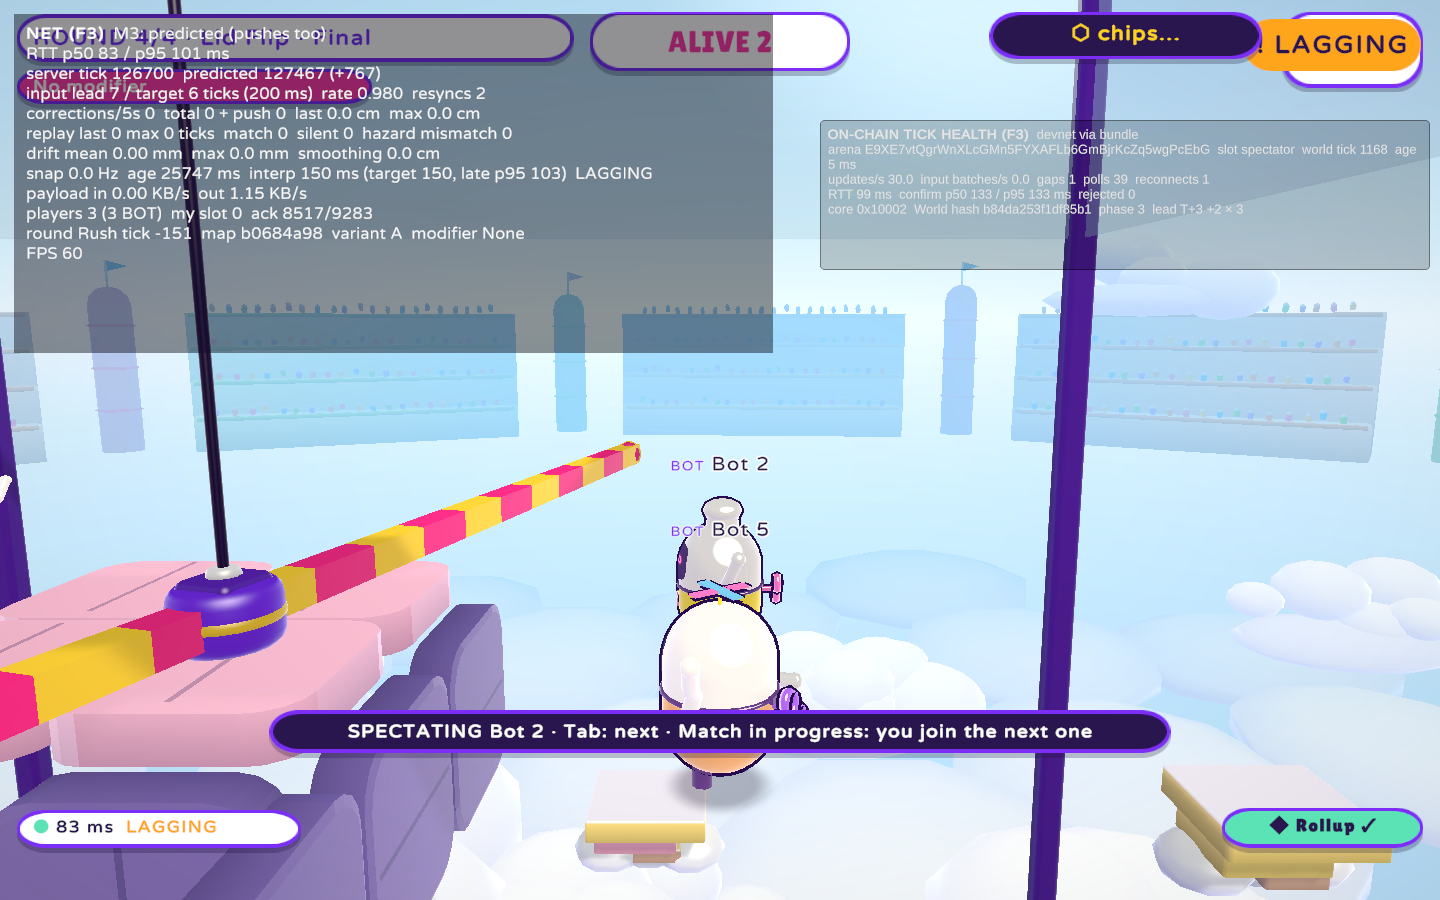 NET (F3) M3: predicted (pushes too)
ROUND 4/4 · Lid Flip · Final
RTT p50 83 / p95 101 ms
server tick 126700 predicted 127467 (+767)
No modifier
input lead 7 / target 6 ticks (200 ms) rate 0.980 resyncs 2
corrections/5s 0 total 0 + push 0 last 0.0 cm max 0.0 cm
replay last 0 max 0 ticks match 0 silent 0 hazard mismatch 0
drift mean 0.00 mm max 0.0 mm smoothing 0.0 cm
snap 0.0 Hz age 25747 ms interp 150 ms (target 150, late p95 103) LAGGING
payload in 0.00 KB/s out 1.15 KB/s
players 3 (3 BOT) my slot 0 ack 8517/9283
round Rush tick -151 map b0684a98 variant A modifier None
FPS 60
ALIVE 2
⬡ chips...
! LAGGING
ON-CHAIN TICK HEALTH (F3) devnet via bundle
arena E9XE7vtQgrWnXLcGMn5FYXAFLb6GmBjrKcZq5wgPcEbG slot spectator world tick 1168 age
5 ms
updates/s 30.0 input batches/s 0.0 gaps 1 polls 39 reconnects 1
RTT 99 ms confirm p50 133 / p95 133 ms rejected 0
core 0x10002 World hash b84da253f1df85b1 phase 3 lead T+3 +2 × 3
BOT Bot 2
BOT Bot 5
SPECTATING Bot 2 · Tab: next · Match in progress: you join the next one
83 ms LAGGING
◆ Rollup ✓